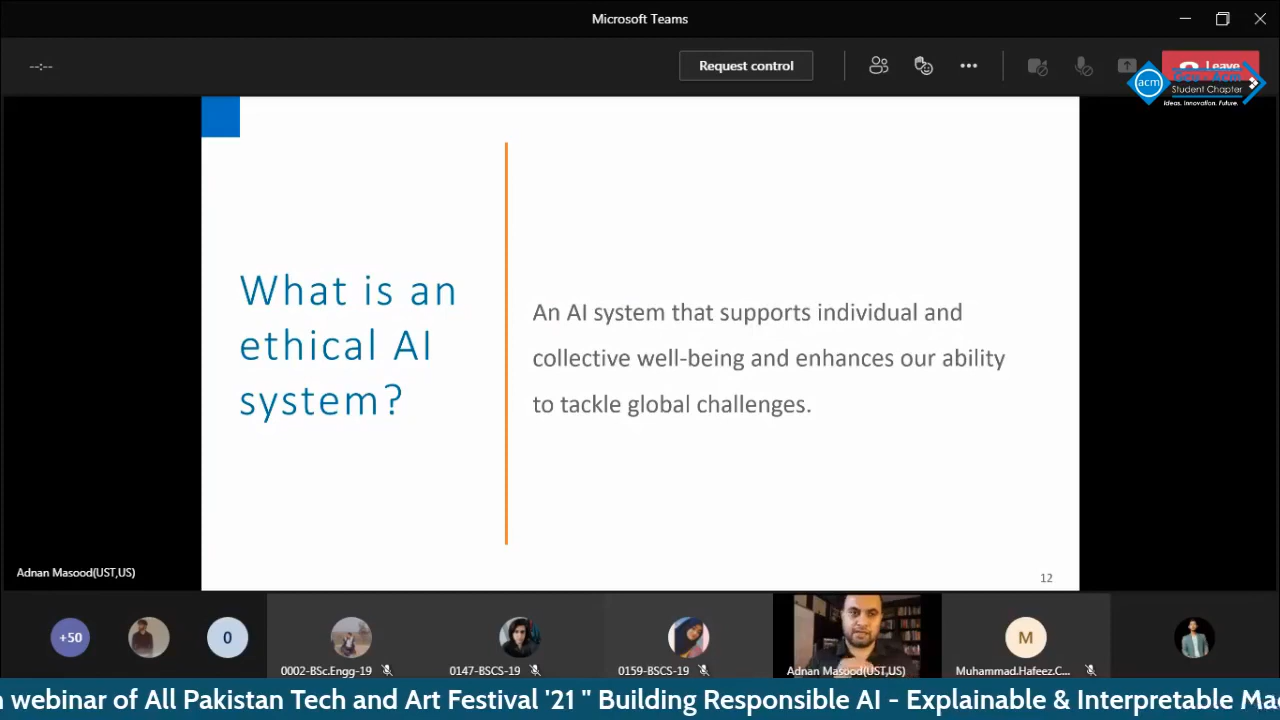 Microsoft Teams
--:--
Request control
Leave
acm
Student Chapter
Ideas. Innovation. Future.
What is an
ethical AI
system?
An AI system that supports individual and
collective well-being and enhances our ability
to tackle global challenges.
12
Adnan Masood(UST,US)
+50
0
0002-BSc.Engg-19
0147-BSCS-19
0159-BSCS-19
Adnan Masood(UST,US)
M
Muhammad.Hafeez.C...
n webinar of All Pakistan Tech and Art Festival '21 " Building Responsible AI - Explainable & Interpretable Ma